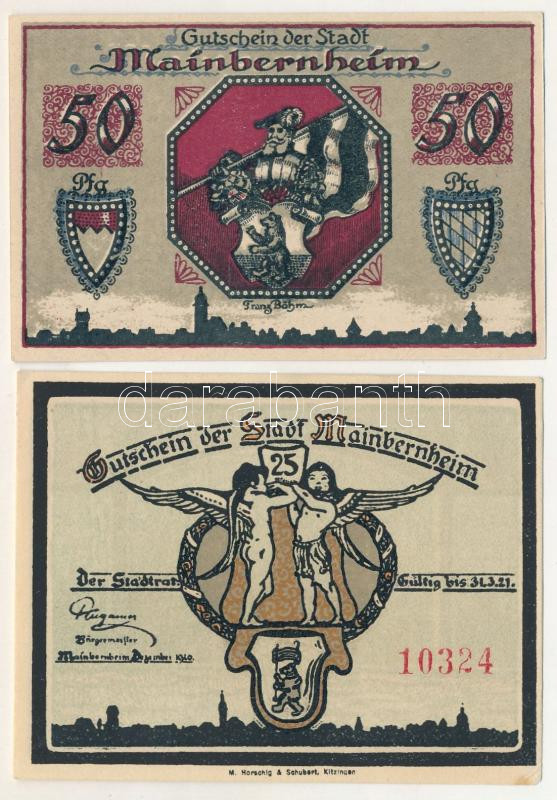 Gutschein der Stadt
Mainbernheim
50 50
Pfg Pfg
Franz Böhm
darabanth
Gutschein der Stadt Mainbernheim
25
Der Stadtrat: Gültig bis 31.3.21.
Bürgermeister
Mainbernheim Dezember 1920.
10324
M. Horschig & Schubert, Kitzingen